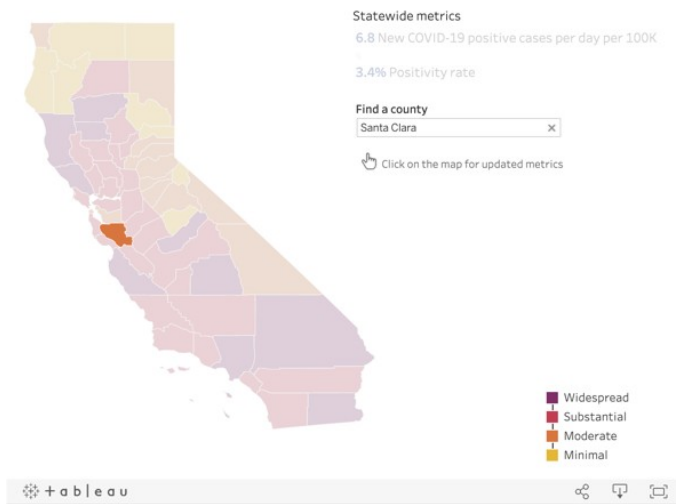 Statewide metrics
6.8 New COVID-19 positive cases per day per 100K
3.4% Positivity rate
Find a county
Santa Clara ×
Click on the map for updated metrics
Widespread
Substantial
Moderate
Minimal
+ a b | e a u